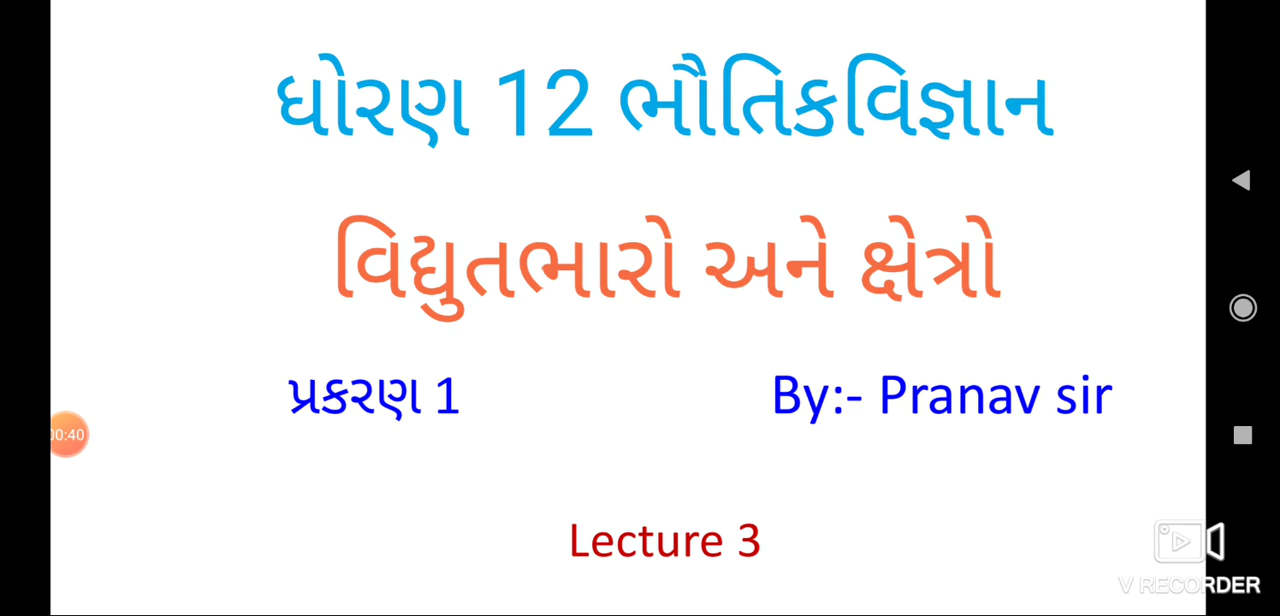 ધોરણ 12 ભૌતિકવિજ્ઞાન
વિદ્યુતભારો અને ક્ષેત્રો
પ્રકરણ 1 By:- Pranav sir
00:40
Lecture 3
V RECORDER